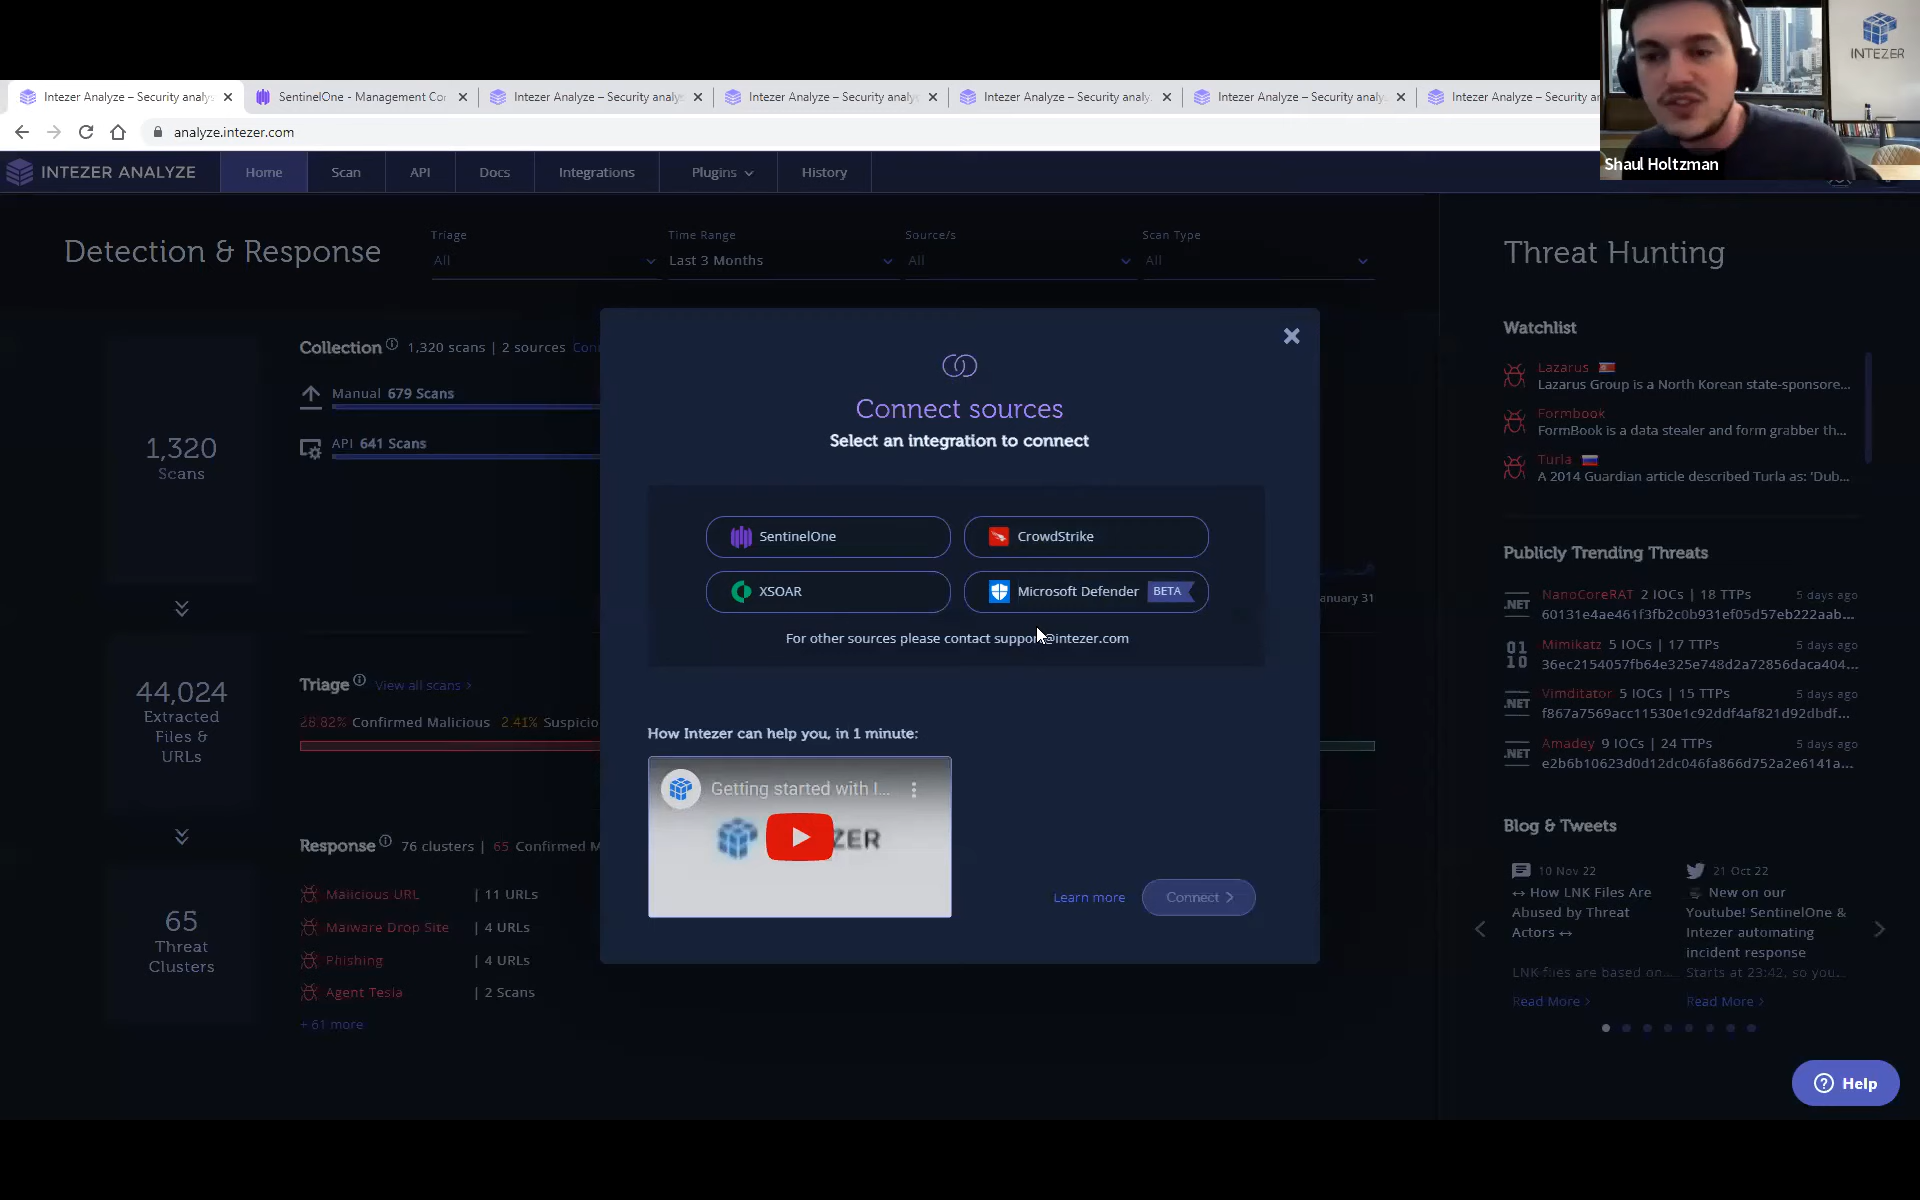 INTEZER
Shaul Holtzman
Intezer Analyze – Security analys
SentinelOne - Management Cor
Intezer Analyze – Security analy
Intezer Analyze – Security analy
Intezer Analyze – Security analy
Intezer Analyze – Security analy
Intezer Analyze – Security an
analyze.intezer.com
INTEZER ANALYZE
Home
Scan
API
Docs
Integrations
Plugins
History
Detection & Response
Triage
All
Time Range
Last 3 Months
Source/s
All
Scan Type
All
1,320
Scans
44,024
Extracted
Files &
URLs
65
Threat
Clusters
Collection 1,320 scans | 2 sources Con
Manual 679 Scans
API 641 Scans
anuary 31
Triage View all scans >
28.82% Confirmed Malicious 2.41% Suspicio
Response 76 clusters | 65 Confirmed M
Malicious URL | 11 URLs
Malware Drop Site | 4 URLs
Phishing | 4 URLs
Agent Tesla | 2 Scans
+ 61 more
Connect sources
Select an integration to connect
SentinelOne
CrowdStrike
XSOAR
Microsoft Defender BETA
For other sources please contact support@intezer.com
How Intezer can help you, in 1 minute:
Getting started with I...
ZER
Learn more
Connect >
Threat Hunting
Watchlist
Lazarus
Lazarus Group is a North Korean state-sponsore...
Formbook
FormBook is a data stealer and form grabber th...
Turla
A 2014 Guardian article described Turla as: 'Dub...
Publicly Trending Threats
.NET
NanoCoreRAT 2 IOCs | 18 TTPs 5 days ago
60131e4ae461f3fb2c0b931ef05d57eb222aab...
01
10
Mimikatz 5 IOCs | 17 TTPs 5 days ago
36ec2154057fb64e325e748d2a72856daca404...
.NET
Vimditator 5 IOCs | 15 TTPs 5 days ago
f867a7569acc11530e1c92ddf4af821d92dbdf...
.NET
Amadey 9 IOCs | 24 TTPs 5 days ago
e2b6b10623d0d12dc046fa866d752a2e6141a...
Blog & Tweets
10 Nov 22
↔ How LNK Files Are
Abused by Threat
Actors ↔
LNK files are based on...
Read More >
21 Oct 22
New on our
Youtube! SentinelOne &
Intezer automating
incident response
Starts at 23:42, so you...
Read More >
Help